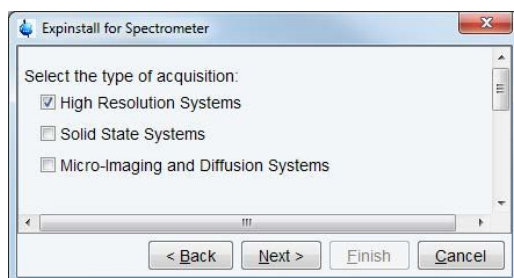 Expinstall for Spectrometer
Select the type of acquisition:
High Resolution Systems
Solid State Systems
Micro-Imaging and Diffusion Systems
< Back Next > Finish Cancel